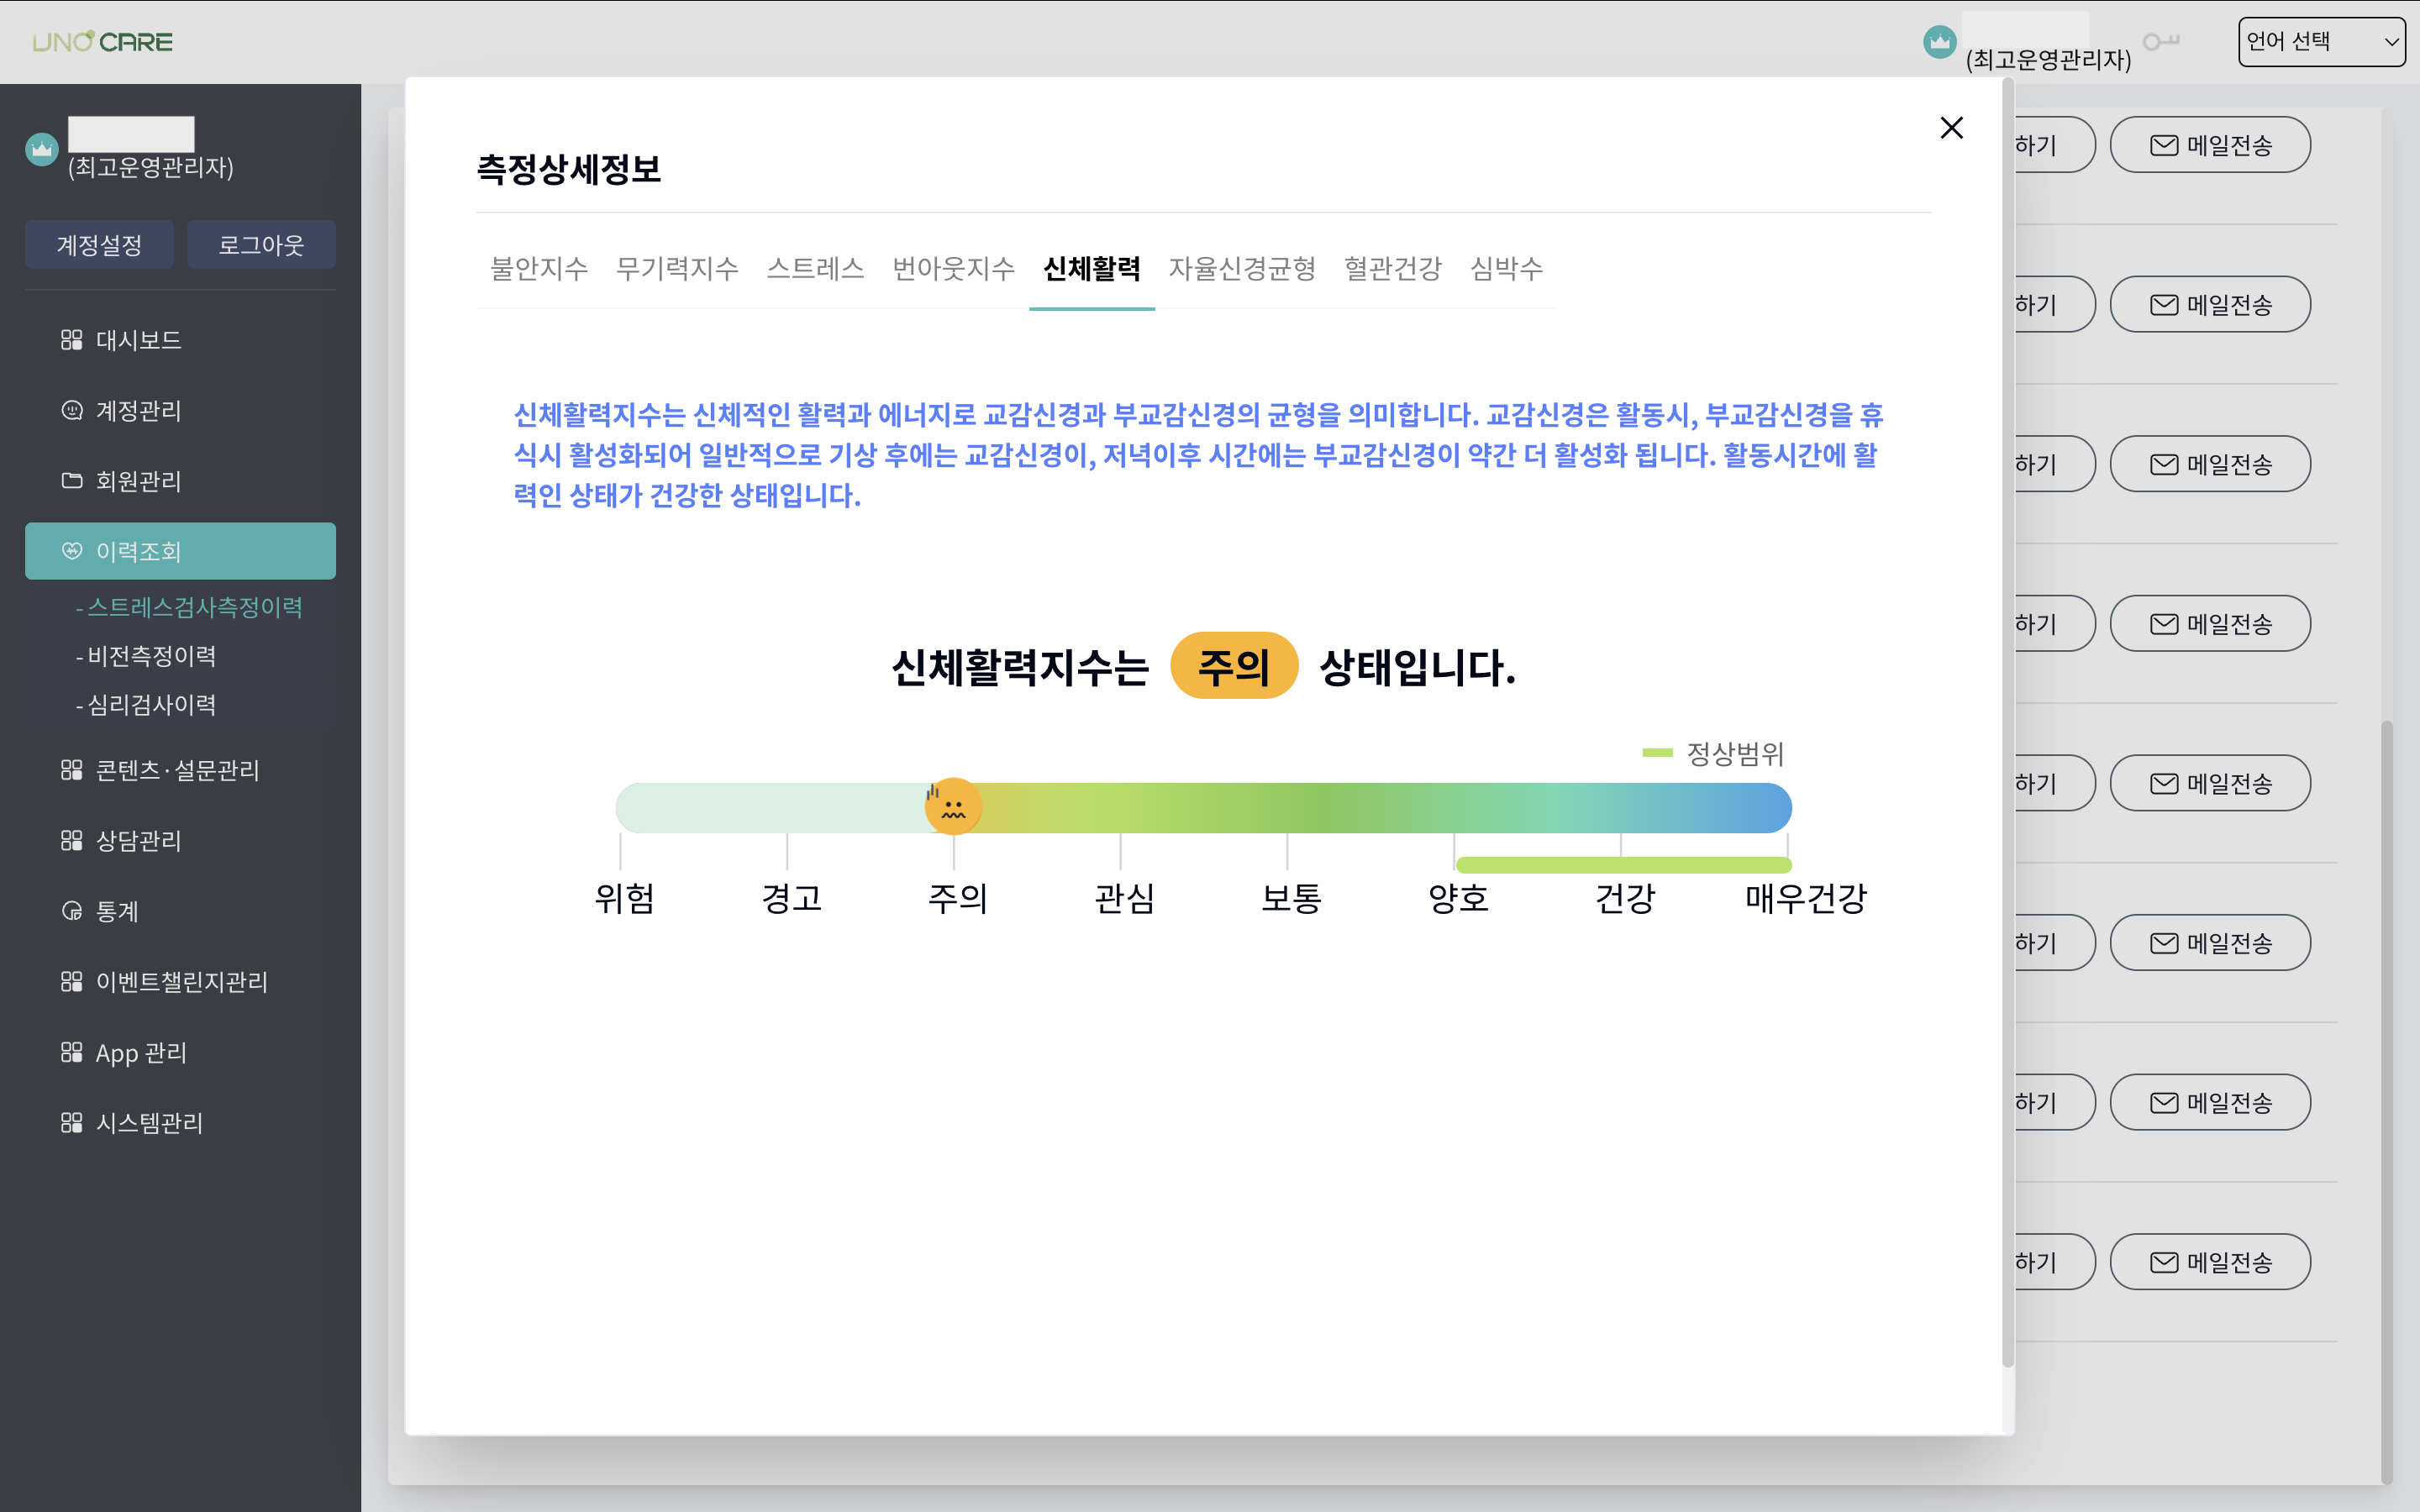 UNO CARE
(최고운영관리자)
언어 선택
(최고운영관리자)
계정설정
로그아웃
대시보드
계정관리
회원관리
이력조회
- 스트레스검사측정이력
- 비전측정이력
- 심리검사이력
콘텐츠 · 설문관리
상담관리
통계
이벤트챌린지관리
App 관리
시스템관리
측정상세정보
불안지수 무기력지수 스트레스 번아웃지수 신체활력 자율신경균형 혈관건강 심박수
신체활력지수는 신체적인 활력과 에너지로 교감신경과 부교감신경의 균형을 의미합니다. 교감신경은 활동시, 부교감신경을 휴
식시 활성화되어 일반적으로 기상 후에는 교감신경이, 저녁이후 시간에는 부교감신경이 약간 더 활성화 됩니다. 활동시간에 활
력인 상태가 건강한 상태입니다.
신체활력지수는 주의 상태입니다.
정상범위
위험 경고 주의 관심 보통 양호 건강 매우건강
하기 메일전송
하기 메일전송
하기 메일전송
하기 메일전송
하기 메일전송
하기 메일전송
하기 메일전송
하기 메일전송